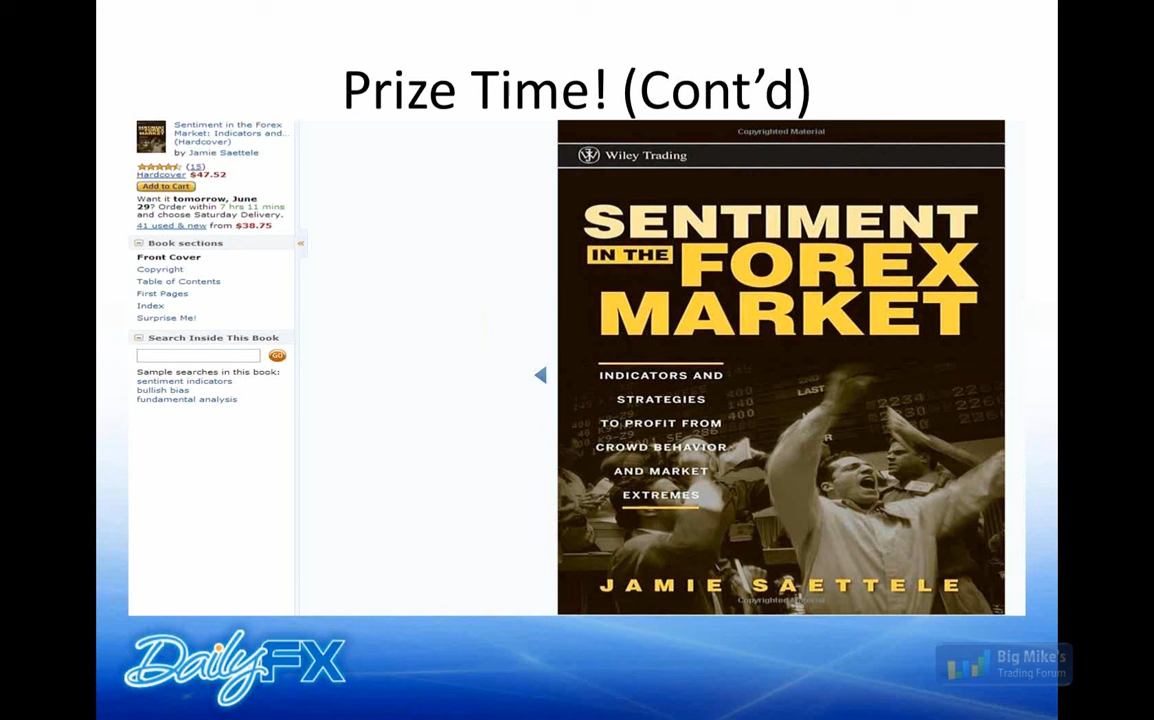 Prize Time! (Cont'd)
Sentiment in the Forex
Market: Indicators and...
(Hardcover)
by Jamie Saettele
(15)
Hardcover $47.52
Add to Cart
Want it tomorrow, June
29? Order within 7 hrs 11 mins
and choose Saturday Delivery.
41 used & new from $38.75
Book sections
Front Cover
Copyright
Table of Contents
First Pages
Index
Surprise Me!
Search Inside This Book
GO
Sample searches in this book:
sentiment indicators
bullish bias
fundamental analysis
Copyrighted Material
Wiley Trading
SENTIMENT
IN THE FOREX
MARKET
INDICATORS AND
STRATEGIES
TO PROFIT FROM
CROWD BEHAVIOR
AND MARKET
EXTREMES
LAST
2234
2230
JAMIE SAETTELE
Copyrighted Material
DailyFX
Big Mike's
Trading Forum